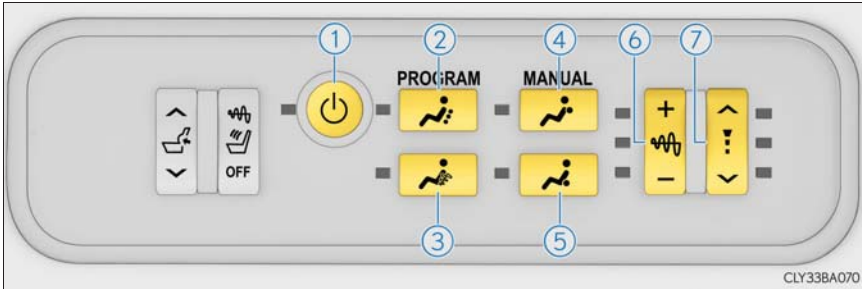 1 2 4 6 7
PROGRAM MANUAL
+
OFF
−
3 5
CLY33BA070